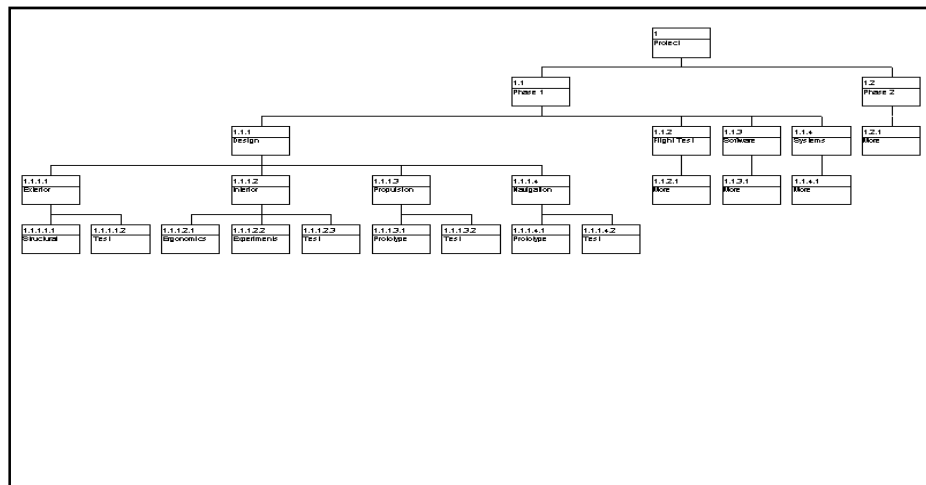 1
Project
1.1
Phase 1
1.2
Phase 2
1.1.1
Design
1.1.2
Flight Test
1.1.3
Software
1.1.4
Systems
1.2.1
More
1.1.1.1
Exterior
1.1.1.2
Interior
1.1.1.3
Propulsion
1.1.1.4
Navigation
1.1.2.1
More
1.1.3.1
More
1.1.4.1
More
1.1.1.1.1
Structural
1.1.1.1.2
Test
1.1.1.2.1
Ergonomics
1.1.1.2.2
Experiments
1.1.1.2.3
Test
1.1.1.3.1
Prototype
1.1.1.3.2
Test
1.1.1.4.1
Prototype
1.1.1.4.2
Test